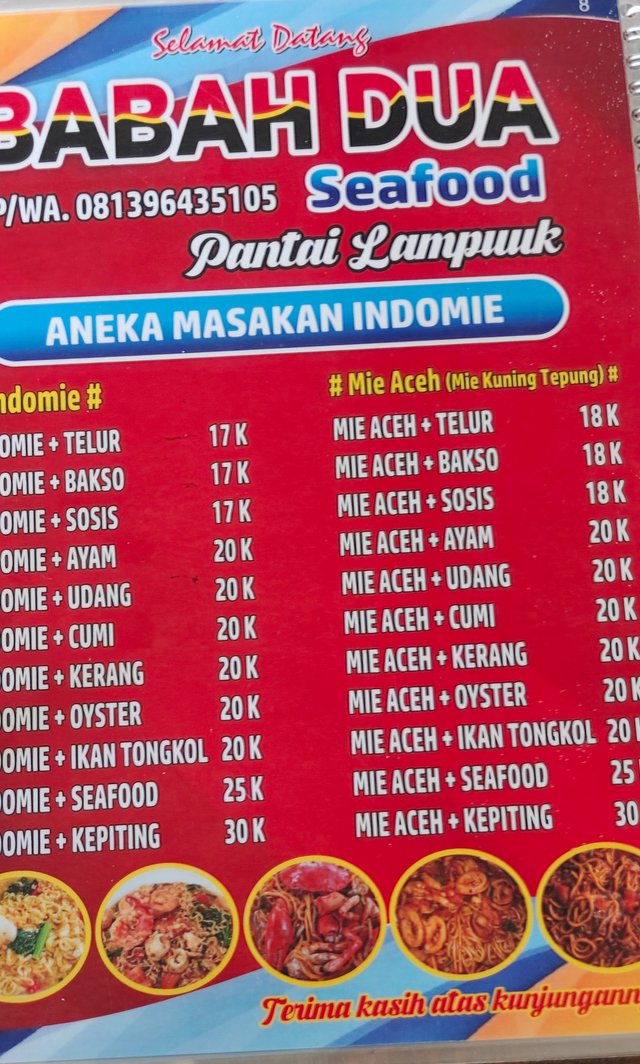 8
Selamat Datang
BABAH DUA
P/WA. 081396435105 Seafood
Pantai Lampuuk
ANEKA MASAKAN INDOMIE
ndomie #
OMIE + TELUR 17 K
OMIE + BAKSO 17 K
OMIE + SOSIS 17 K
OMIE + AYAM 20 K
OMIE + UDANG 20 K
OMIE + CUMI 20 K
OMIE + KERANG 20 K
OMIE + OYSTER 20 K
OMIE + IKAN TONGKOL 20 K
OMIE + SEAFOOD 25 K
OMIE + KEPITING 30 K
# Mie Aceh (Mie Kuning Tepung) #
MIE ACEH + TELUR 18 K
MIE ACEH + BAKSO 18 K
MIE ACEH + SOSIS 18 K
MIE ACEH + AYAM 20 K
MIE ACEH + UDANG 20 K
MIE ACEH + CUMI 20 K
MIE ACEH + KERANG 20 K
MIE ACEH + OYSTER 20 K
MIE ACEH + IKAN TONGKOL 20
MIE ACEH + SEAFOOD 25
MIE ACEH + KEPITING 30
Terima kasih atas kunjungann